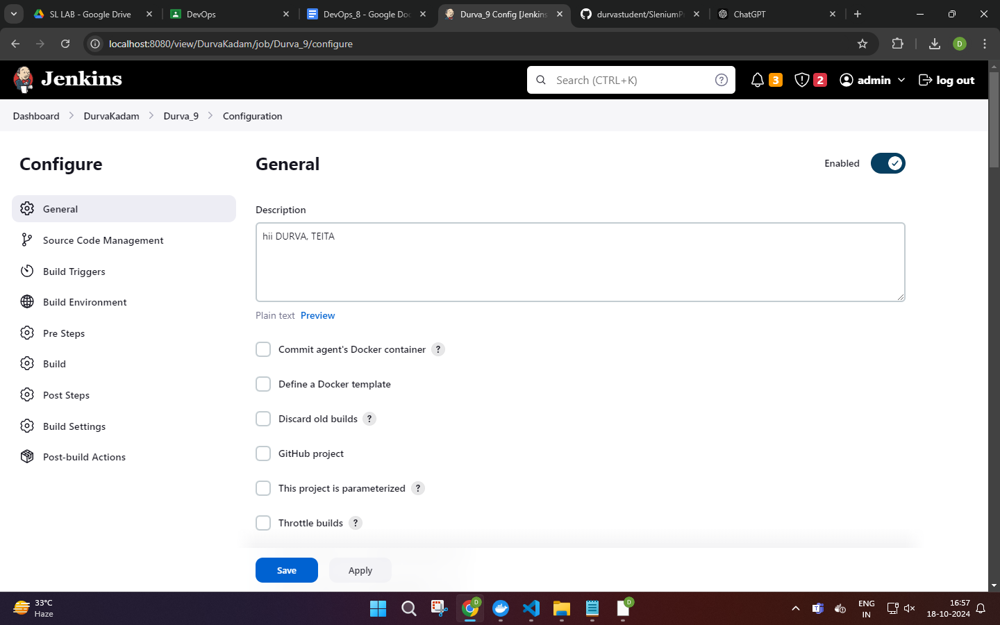 SL LAB - Google Drive
DevOps
DevOps_8 - Google Doc
Durva_9 Config [Jenkins
durvastudent/SleniumP
ChatGPT
localhost:8080/view/DurvaKadam/job/Durva_9/configure
D
Jenkins
Search (CTRL+K)
?
3
2
admin
log out
Dashboard
DurvaKadam
Durva_9
Configuration
Configure
General
Source Code Management
Build Triggers
Build Environment
Pre Steps
Build
Post Steps
Build Settings
Post-build Actions
General
Enabled
Description
hii DURVA, TEITA
Plain text Preview
Commit agent's Docker container ?
Define a Docker template
Discard old builds ?
GitHub project
This project is parameterized ?
Throttle builds ?
Save
Apply
33°C
Haze
D
D
ENG
IN
16:57
18-10-2024